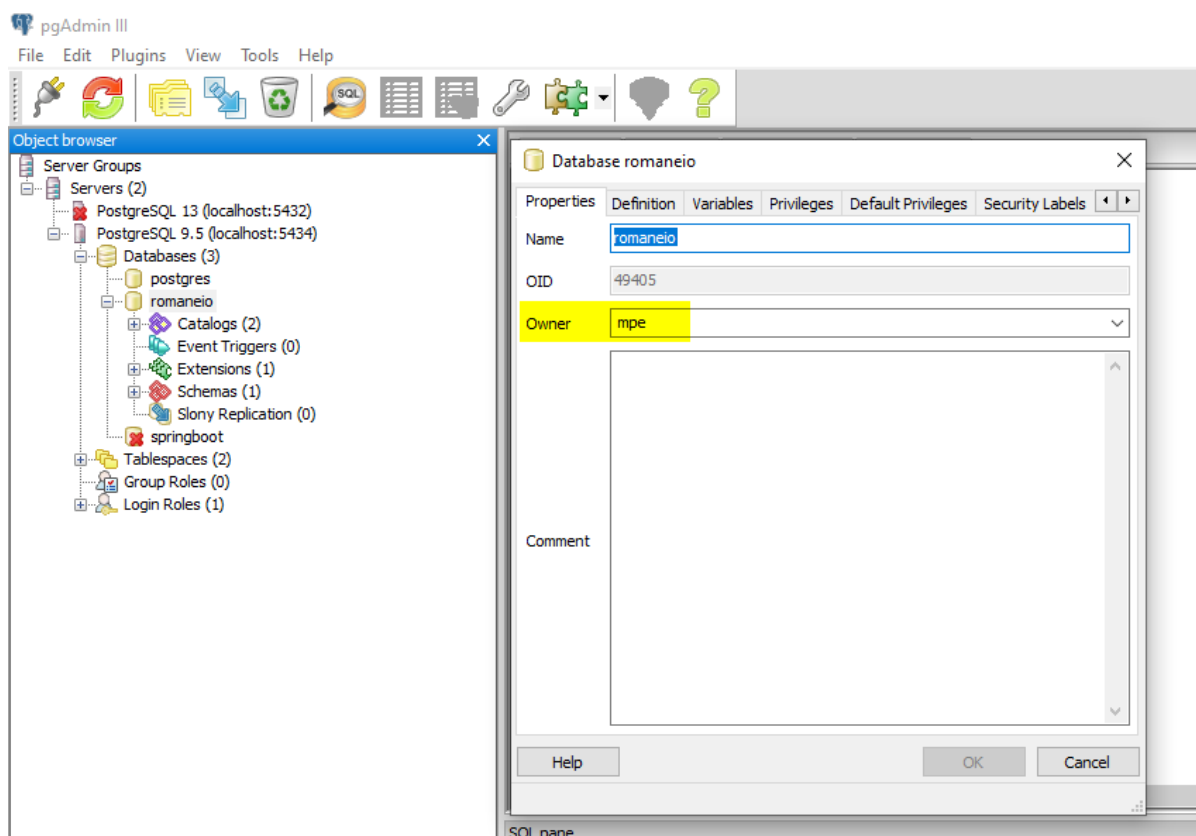 pgAdmin III
File Edit Plugins View Tools Help
SQL
Object browser
Server Groups
Servers (2)
PostgreSQL 13 (localhost:5432)
PostgreSQL 9.5 (localhost:5434)
Databases (3)
postgres
romaneio
Catalogs (2)
Event Triggers (0)
Extensions (1)
Schemas (1)
Slony Replication (0)
springboot
Tablespaces (2)
Group Roles (0)
Login Roles (1)
Database romaneio
Properties Definition Variables Privileges Default Privileges Security Labels
Name romaneio
OID 49405
Owner mpe
Comment
Help OK Cancel
SQL pane